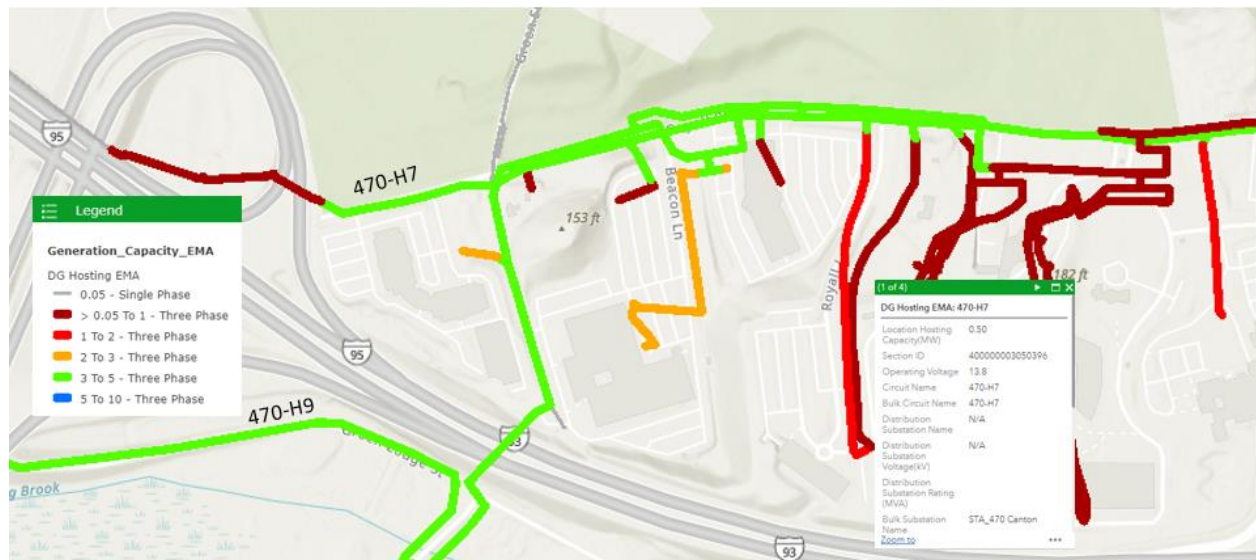 95
470-H7
153 ft
Beacon Ln
Legend
Generation_Capacity_EMA
DG Hosting EMA
0.05 - Single Phase
> 0.05 To 1 - Three Phase
1 To 2 - Three Phase
2 To 3 - Three Phase
3 To 5 - Three Phase
5 To 10 - Three Phase
95
470-H9
93
Royall
182 ft
(1 of 4)
DG Hosting EMA: 470-H7
Location Hosting
Capacity(MW)
0.50
Section ID
400000003050396
Operating Voltage
13.8
Circuit Name
470-H7
Bulk Circuit Name
470-H7
Distribution
Substation Name
N/A
Distribution
Substation
Voltage(kV)
N/A
Distribution
Substation Rating
(MVA)
Bulk Substation
Name
STA_470 Canton
Zoom to
Brook
93